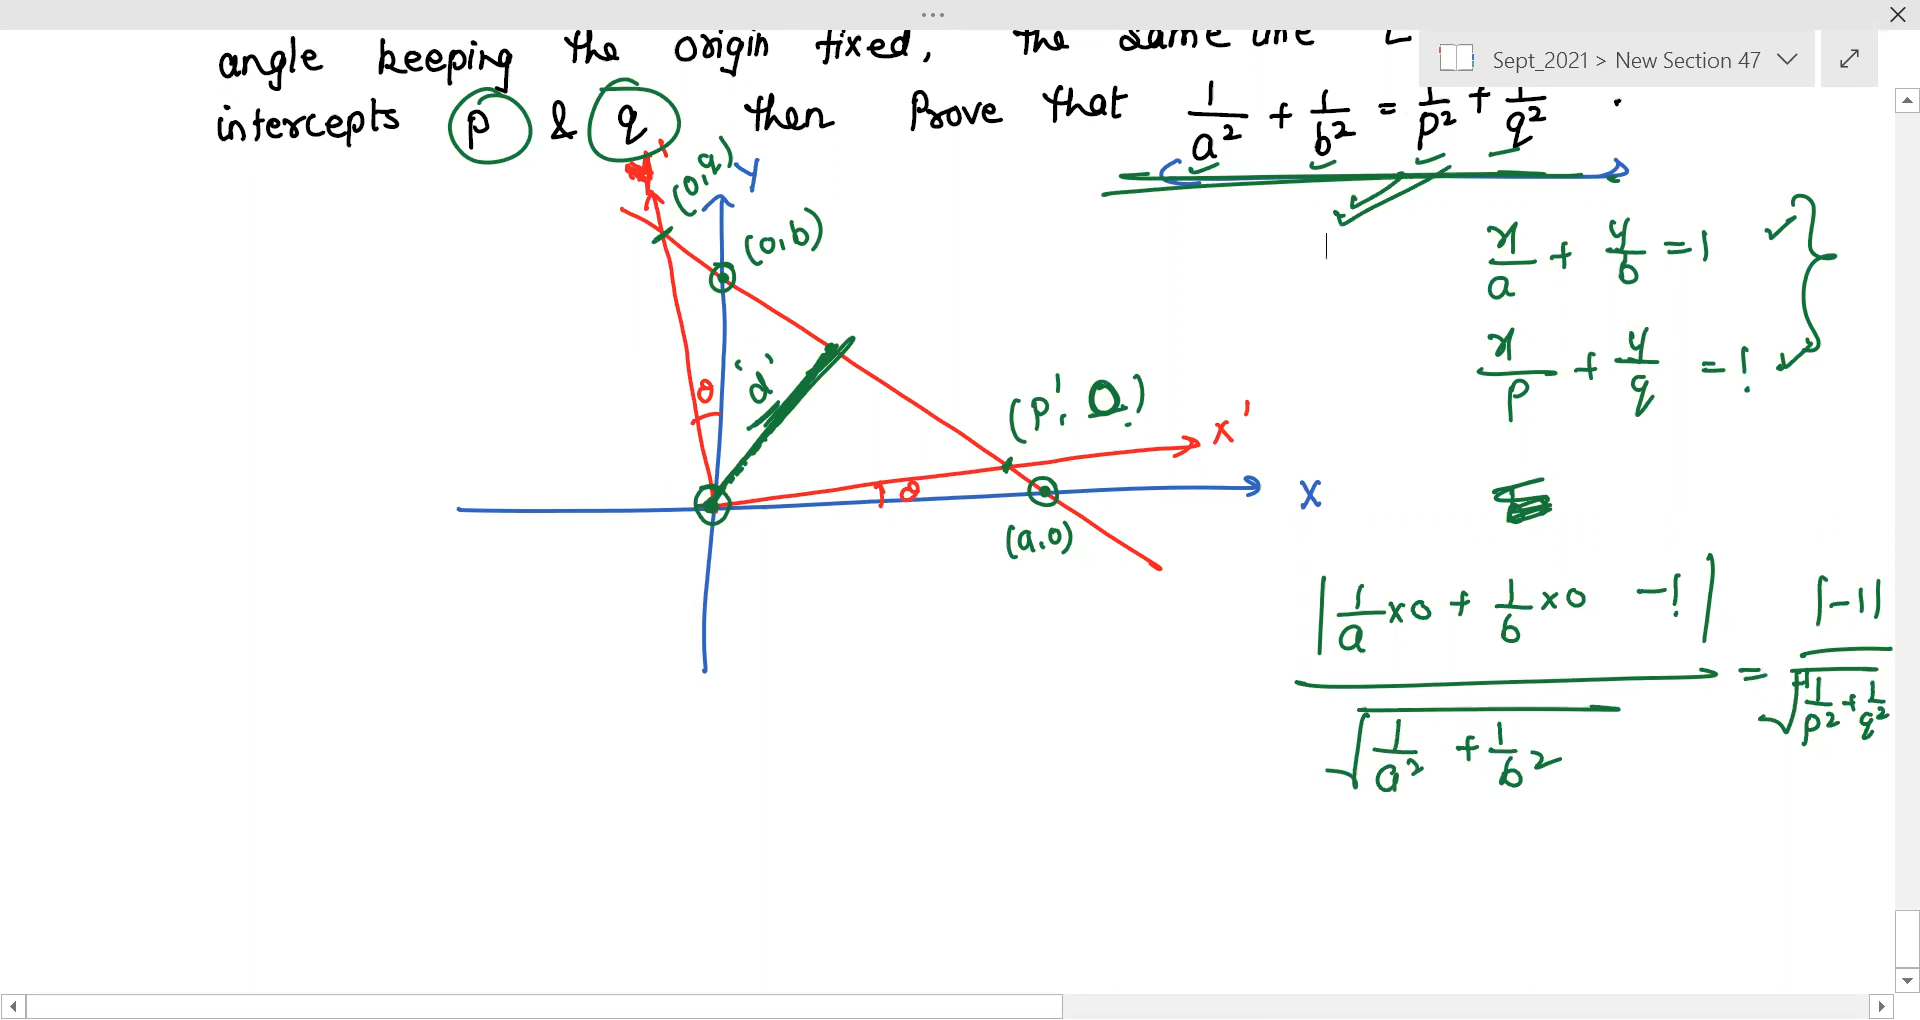 angle keeping the origin fixed, the same line L
Sept_2021 > New Section 47
intercepts p & q then Prove that 1/a² + 1/b² = 1/p² + 1/q² .
(0,q) Y
(0,b)
x/a + y/b = 1
x/p + y/q = 1
'd'
θ
(p, 0)
X'
θ
X
(a,0)
|1/a ×0 + 1/b ×0 -1| / √(1/a² + 1/b²) = |-1| / √(1/p² + 1/q²)